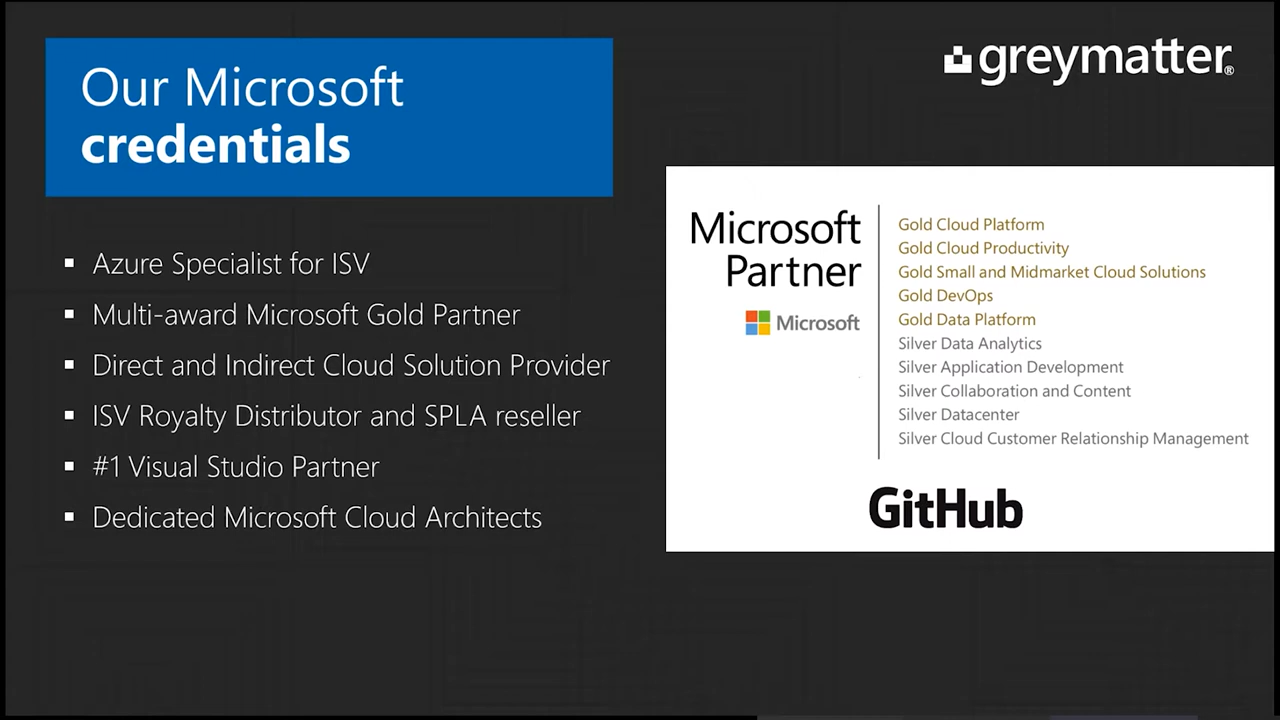 Our Microsoft
credentials
greymatter®
▪ Azure Specialist for ISV
▪ Multi-award Microsoft Gold Partner
▪ Direct and Indirect Cloud Solution Provider
▪ ISV Royalty Distributor and SPLA reseller
▪ #1 Visual Studio Partner
▪ Dedicated Microsoft Cloud Architects
Microsoft
Partner
Microsoft
Gold Cloud Platform
Gold Cloud Productivity
Gold Small and Midmarket Cloud Solutions
Gold DevOps
Gold Data Platform
Silver Data Analytics
Silver Application Development
Silver Collaboration and Content
Silver Datacenter
Silver Cloud Customer Relationship Management
GitHub